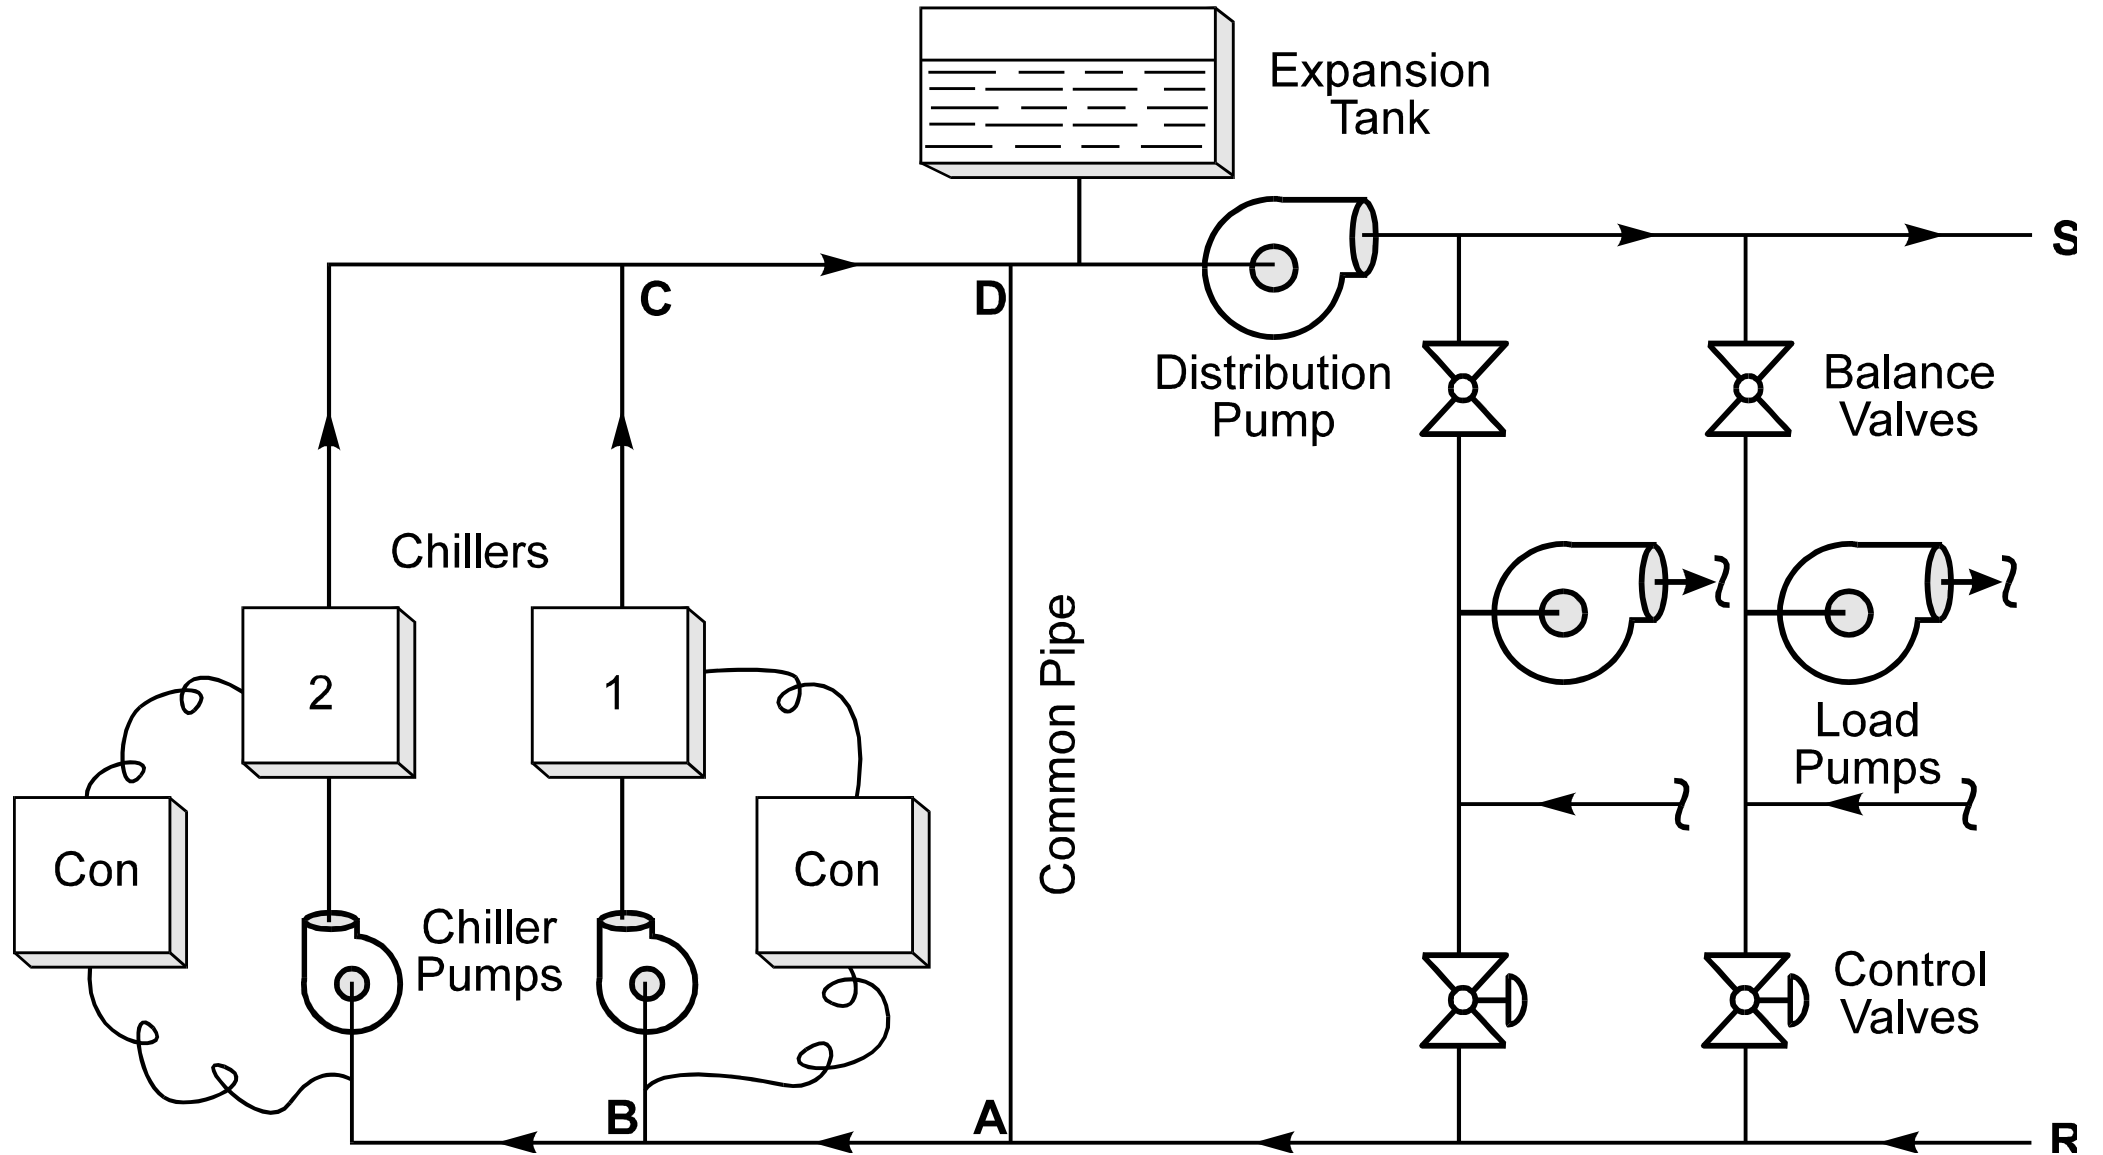 Expansion
Tank
S
C
D
Distribution
Pump
Balance
Valves
Chillers
Common Pipe
2
1
Load
Pumps
Con
Con
Chiller
Pumps
Control
Valves
B
A
R